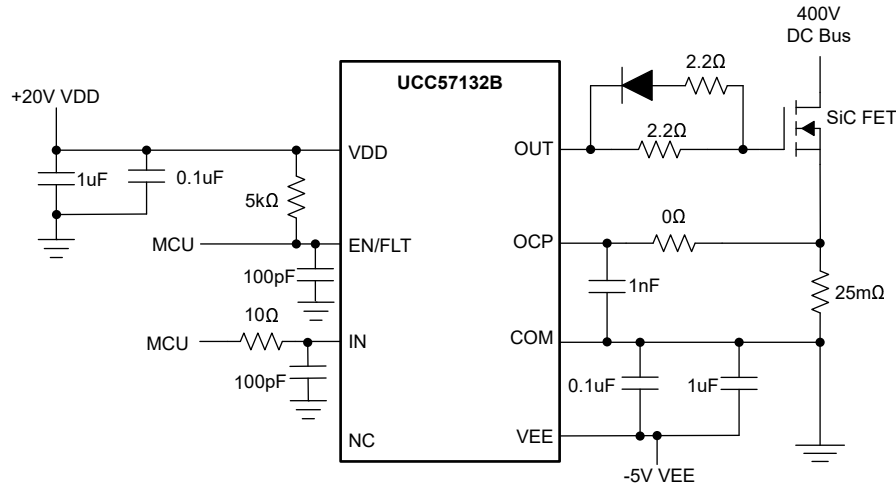 400V
DC Bus
UCC57132B
2.2Ω
+20V VDD
SiC FET
VDD
OUT
2.2Ω
1uF
0.1uF
5kΩ
0Ω
MCU
EN/FLT
OCP
100pF
1nF
25mΩ
10Ω
MCU
IN
COM
100pF
0.1uF
1uF
NC
VEE
-5V VEE